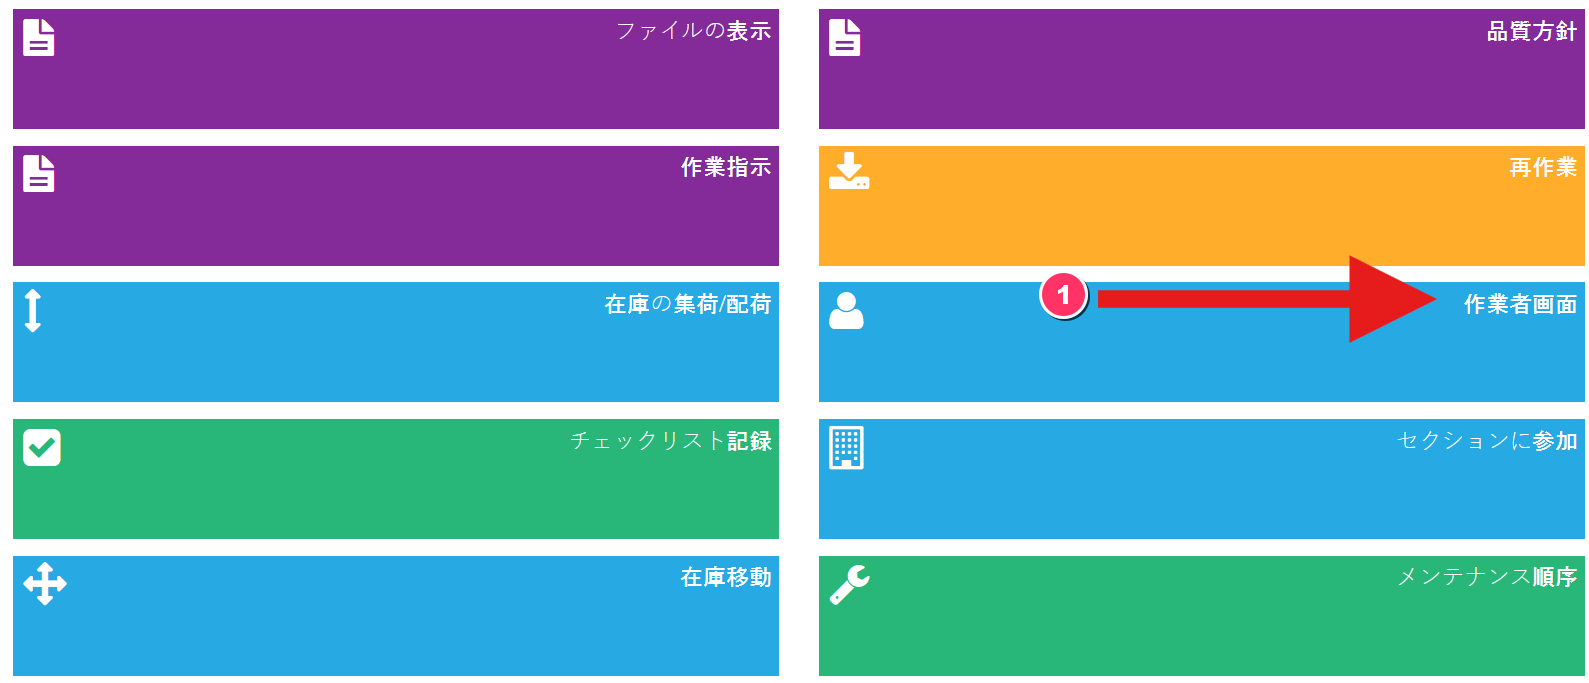 ファイルの表示
品質方針
作業指示
再作業
在庫の集荷/配荷
1
作業者画面
チェックリスト記録
セクションに参加
在庫移動
メンテナンス順序